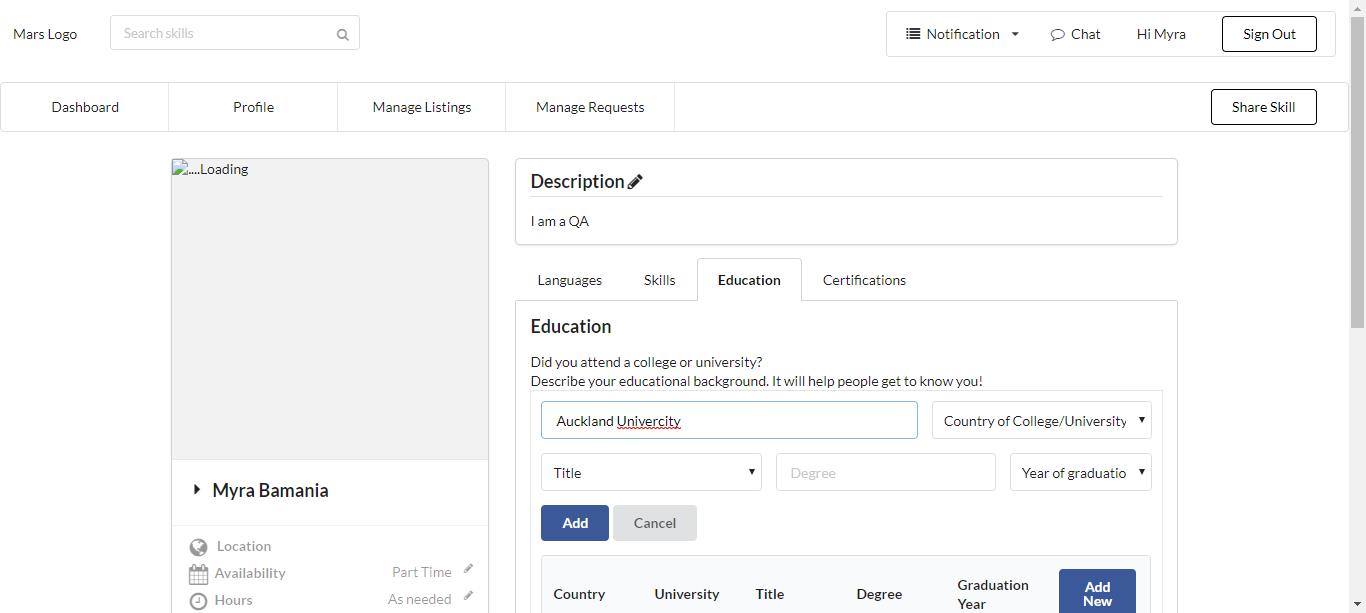 Mars Logo
Search skills
Notification
Chat
Hi Myra
Sign Out
Dashboard
Profile
Manage Listings
Manage Requests
Share Skill
....Loading
Myra Bamania
Location
Availability
Part Time
Hours
As needed
Description
I am a QA
Languages
Skills
Education
Certifications
Education
Did you attend a college or university?
Describe your educational background. It will help people get to know you!
Auckland Univercity
Country of College/University
Title
Degree
Year of graduatio
Add
Cancel
Country
University
Title
Degree
Graduation
Year
Add
New